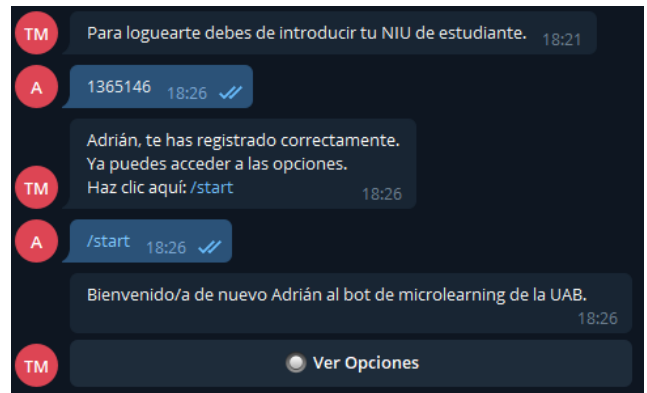 TM
Para loguearte debes de introducir tu NIU de estudiante. 18:21
A
1365146 18:26
Adrián, te has registrado correctamente.
Ya puedes acceder a las opciones.
TM
Haz clic aquí: /start 18:26
A
/start 18:26
Bienvenido/a de nuevo Adrián al bot de microlearning de la UAB.
18:26
TM
Ver Opciones